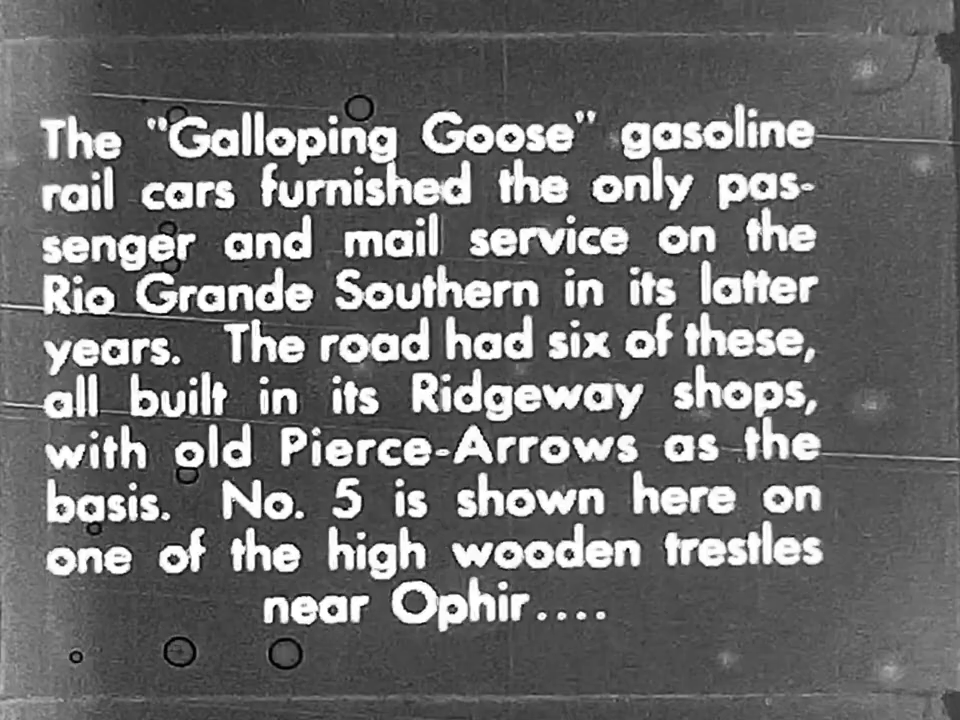 The "Galloping Goose" gasoline
rail cars furnished the only pas-
senger and mail service on the
Rio Grande Southern in its latter
years. The road had six of these,
all built in its Ridgeway shops,
with old Pierce-Arrows as the
basis. No. 5 is shown here on
one of the high wooden trestles
near Ophir....